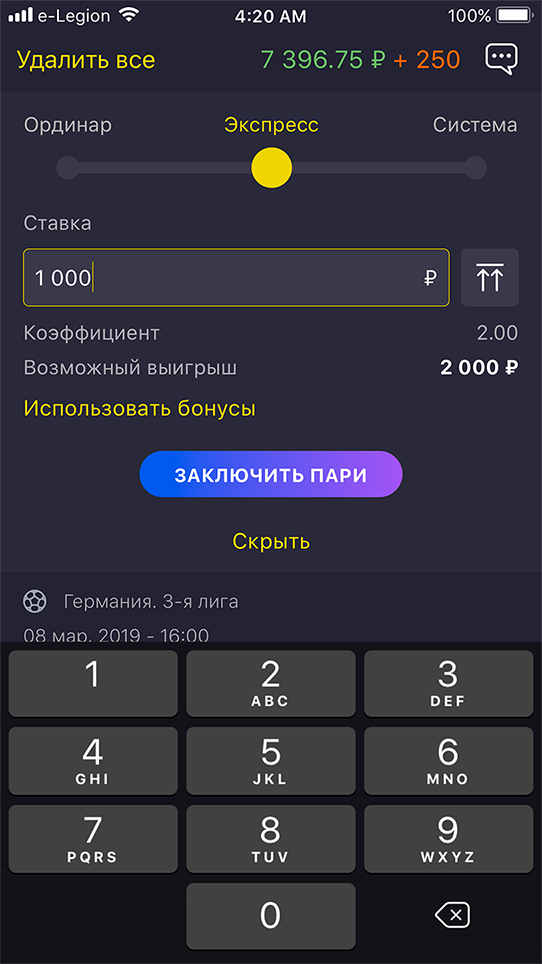 e-Legion 4:20 AM 100%
Удалить все 7 396.75 ₽ + 250
Ординар Экспресс Система
Ставка
1 000 ₽
Коэффициент 2.00
Возможный выигрыш 2 000 ₽
Использовать бонусы
ЗАКЛЮЧИТЬ ПАРИ
Скрыть
Германия. 3-я лига
08 мар. 2019 - 16:00
1 2 3
ABC DEF
4 5 6
GHI JKL MNO
7 8 9
PQRS TUV WXYZ
0